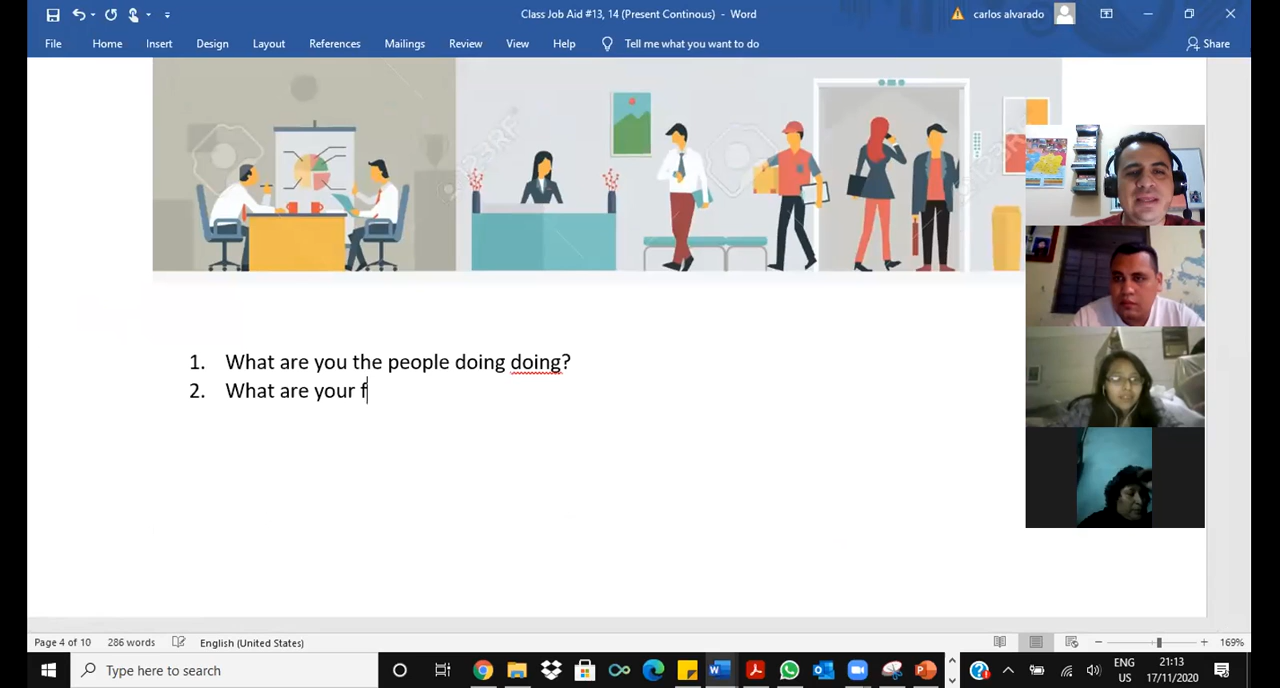 Class Job Aid #13, 14 (Present Continous) - Word
carlos alvarado
File Home Insert Design Layout References Mailings Review View Help Tell me what you want to do Share
123RF
1. What are you the people doing doing?
2. What are your f
Page 4 of 10 286 words English (United States) 169%
Type here to search
ENG 21:13
US 17/11/2020